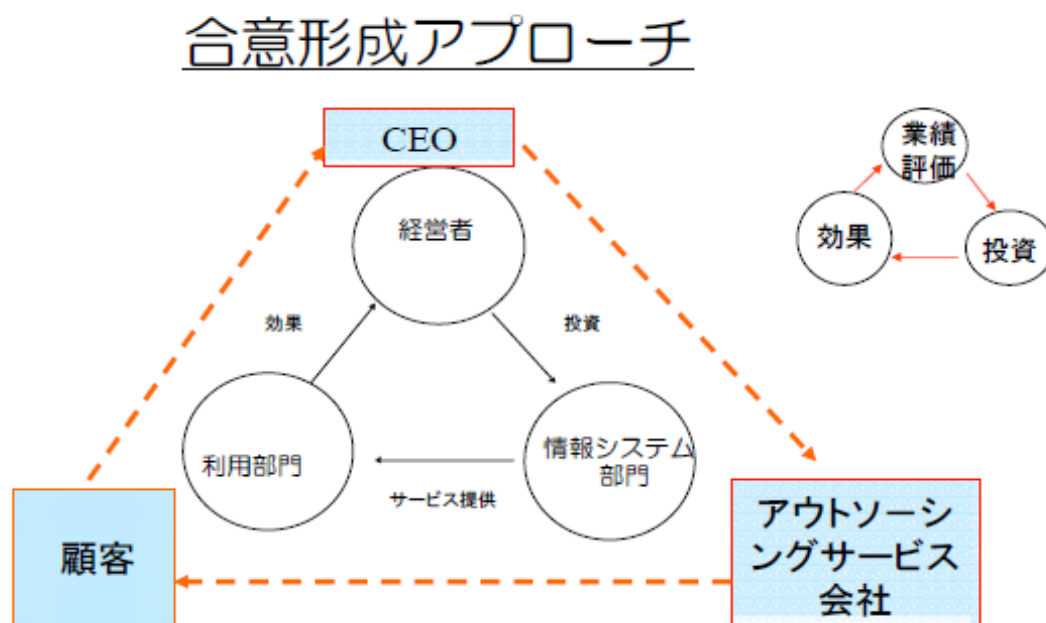 合意形成アプローチ
CEO
経営者
業績
評価
効果
投資
効果
投資
利用部門
情報システム
部門
サービス提供
顧客
アウトソーシ
ングサービス
会社